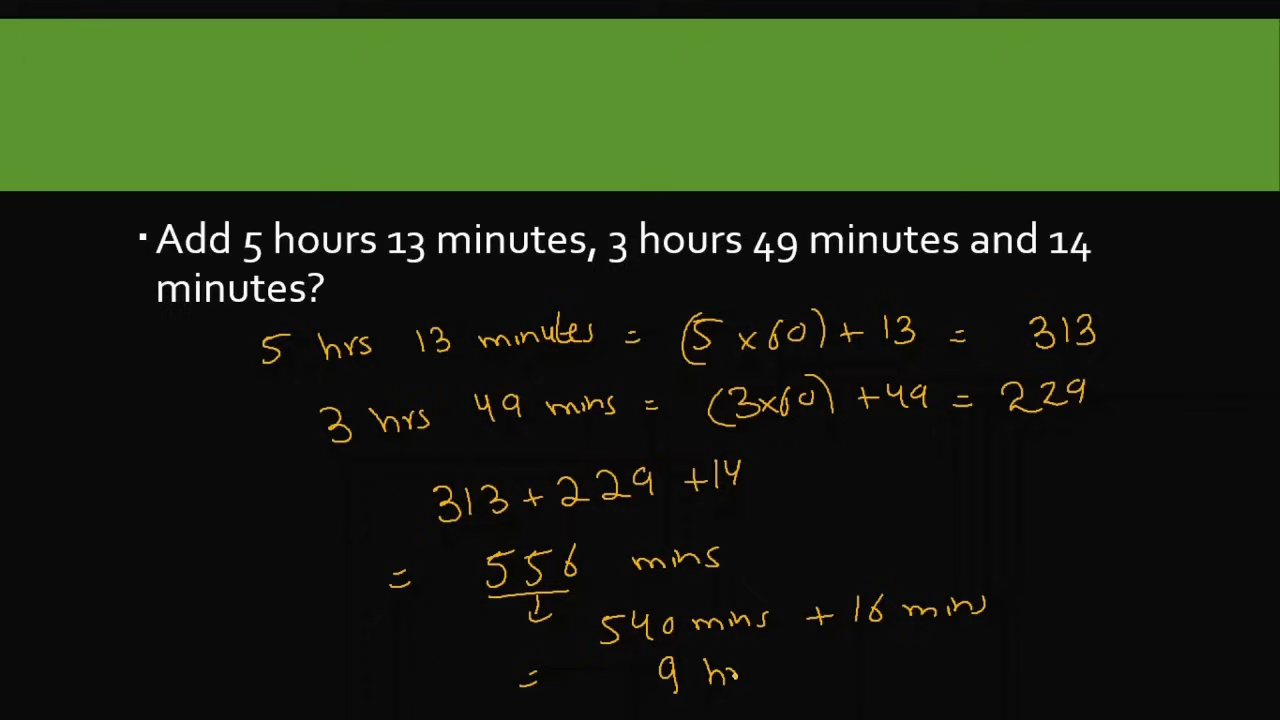 ▪ Add 5 hours 13 minutes, 3 hours 49 minutes and 14
minutes?
5 hrs 13 minutes = (5 x 60) + 13 = 313
3 hrs 49 mins = (3x60) +49 = 229
313 + 229 +14
= 556 mins
540 mins + 16 mins
= 9 hr